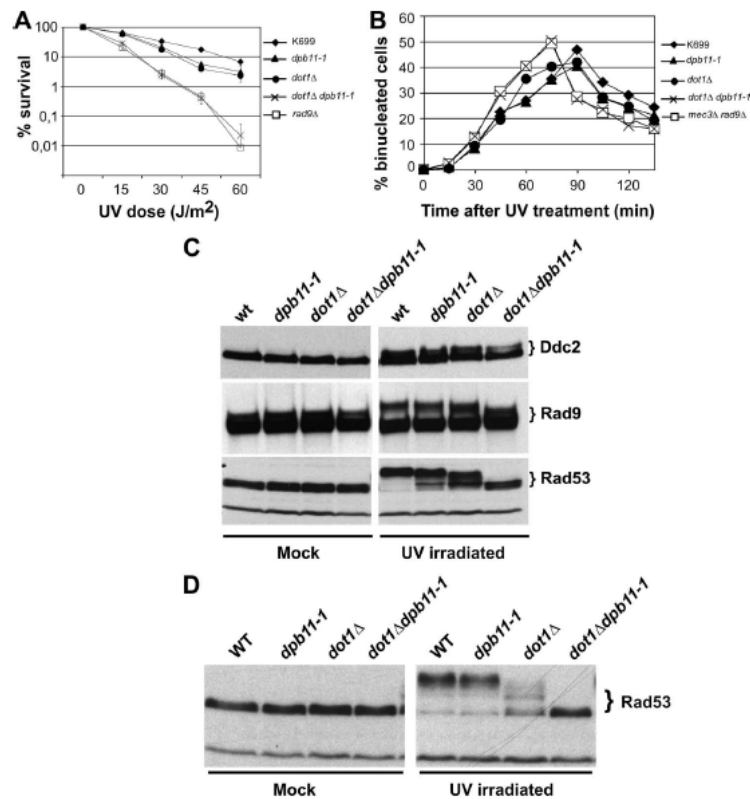 A
% survival
100
10
1
0,1
0,01
0 15 30 45 60
UV dose (J/m2)
K699
dpb11-1
dot1Δ
dot1Δ dpb11-1
rad9Δ
B
% binucleated cells
60
50
40
30
20
10
0
0 30 60 90 120
Time after UV treatment (min)
K699
dpb11-1
dot1Δ
dot1Δ dpb11-1
mec3Δ rad9Δ
C
wt dpb11-1 dot1Δ dot1Δdpb11-1
wt dpb11-1 dot1Δ dot1Δdpb11-1
} Ddc2
} Rad9
} Rad53
Mock
UV irradiated
D
WT dpb11-1 dot1Δ dot1Δdpb11-1
WT dpb11-1 dot1Δ dot1Δdpb11-1
} Rad53
Mock
UV irradiated